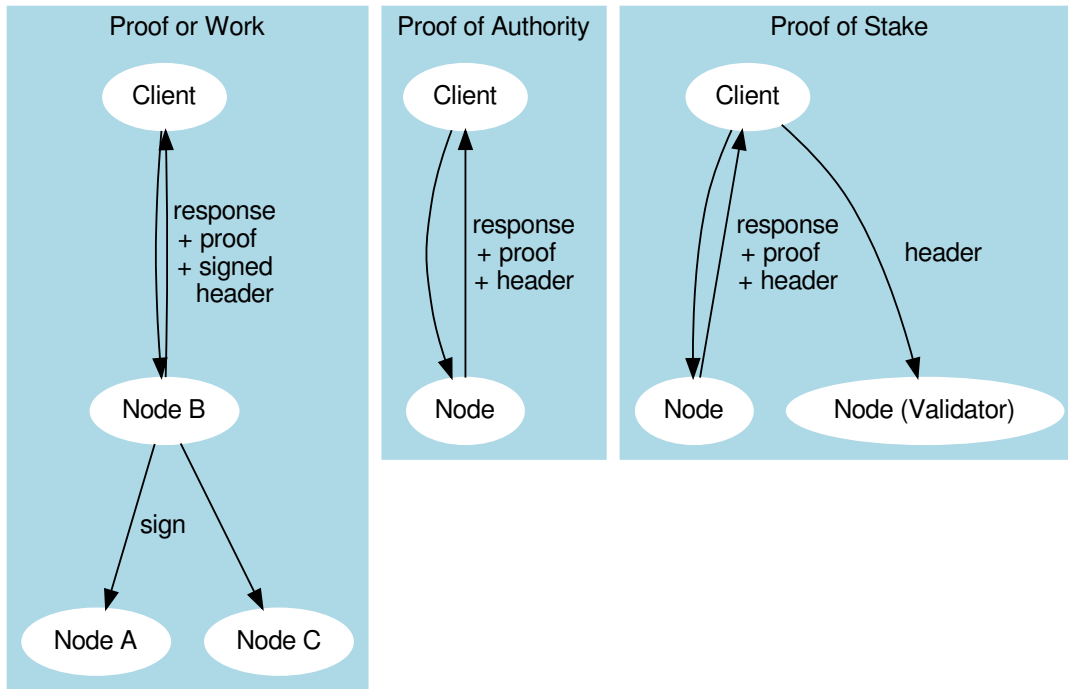 Proof or Work
Client
response
+ proof
+ signed
header
Node B
sign
Node A
Node C
Proof of Authority
Client
response
+ proof
+ header
Node
Proof of Stake
Client
response
+ proof
+ header
header
Node
Node (Validator)